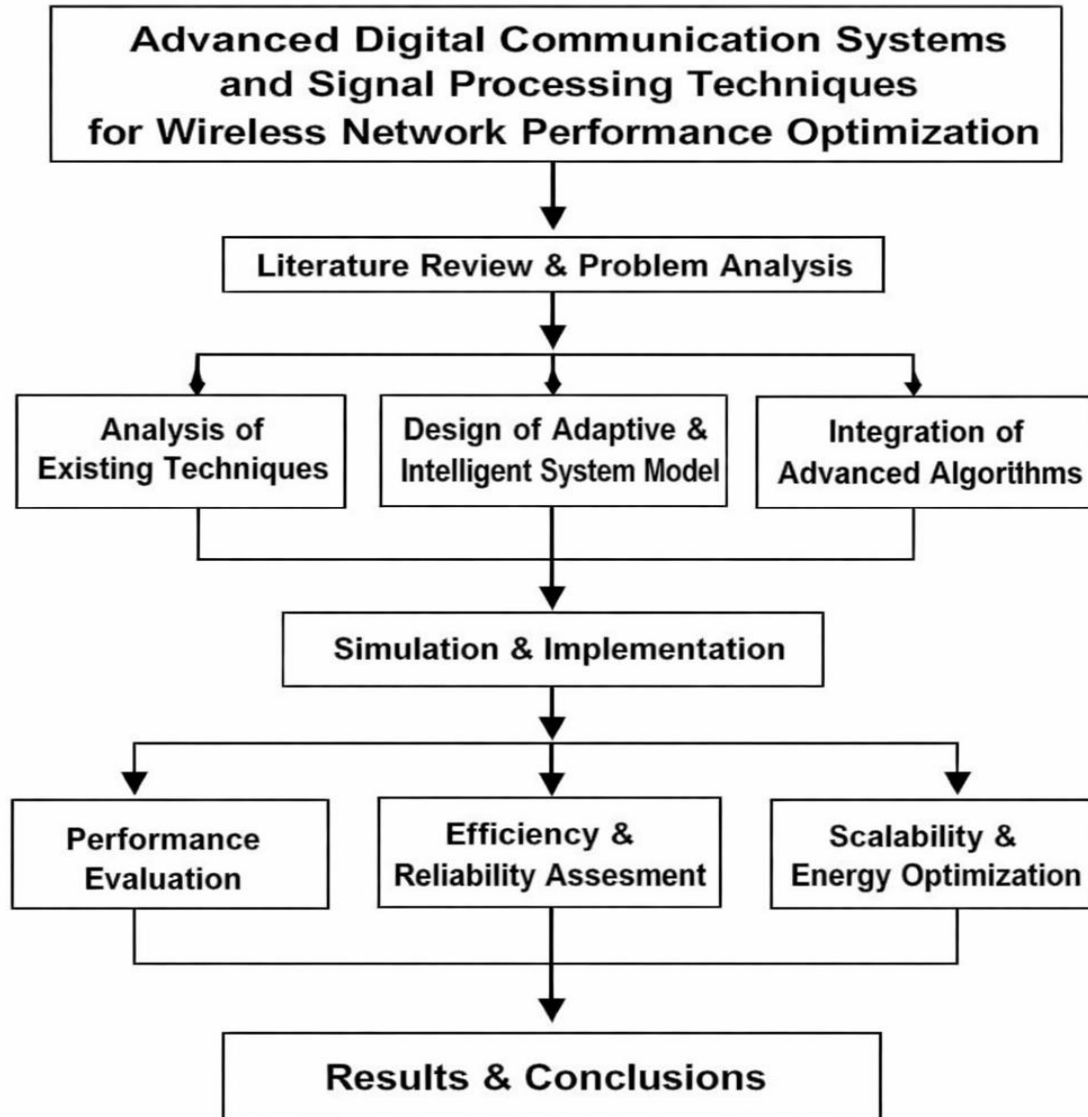 Advanced Digital Communication Systems
and Signal Processing Techniques
for Wireless Network Performance Optimization
Literature Review & Problem Analysis
Analysis of
Existing Techniques
Design of Adaptive &
Intelligent System Model
Integration of
Advanced Algorithms
Simulation & Implementation
Performance
Evaluation
Efficiency &
Reliability Assesment
Scalability &
Energy Optimization
Results & Conclusions